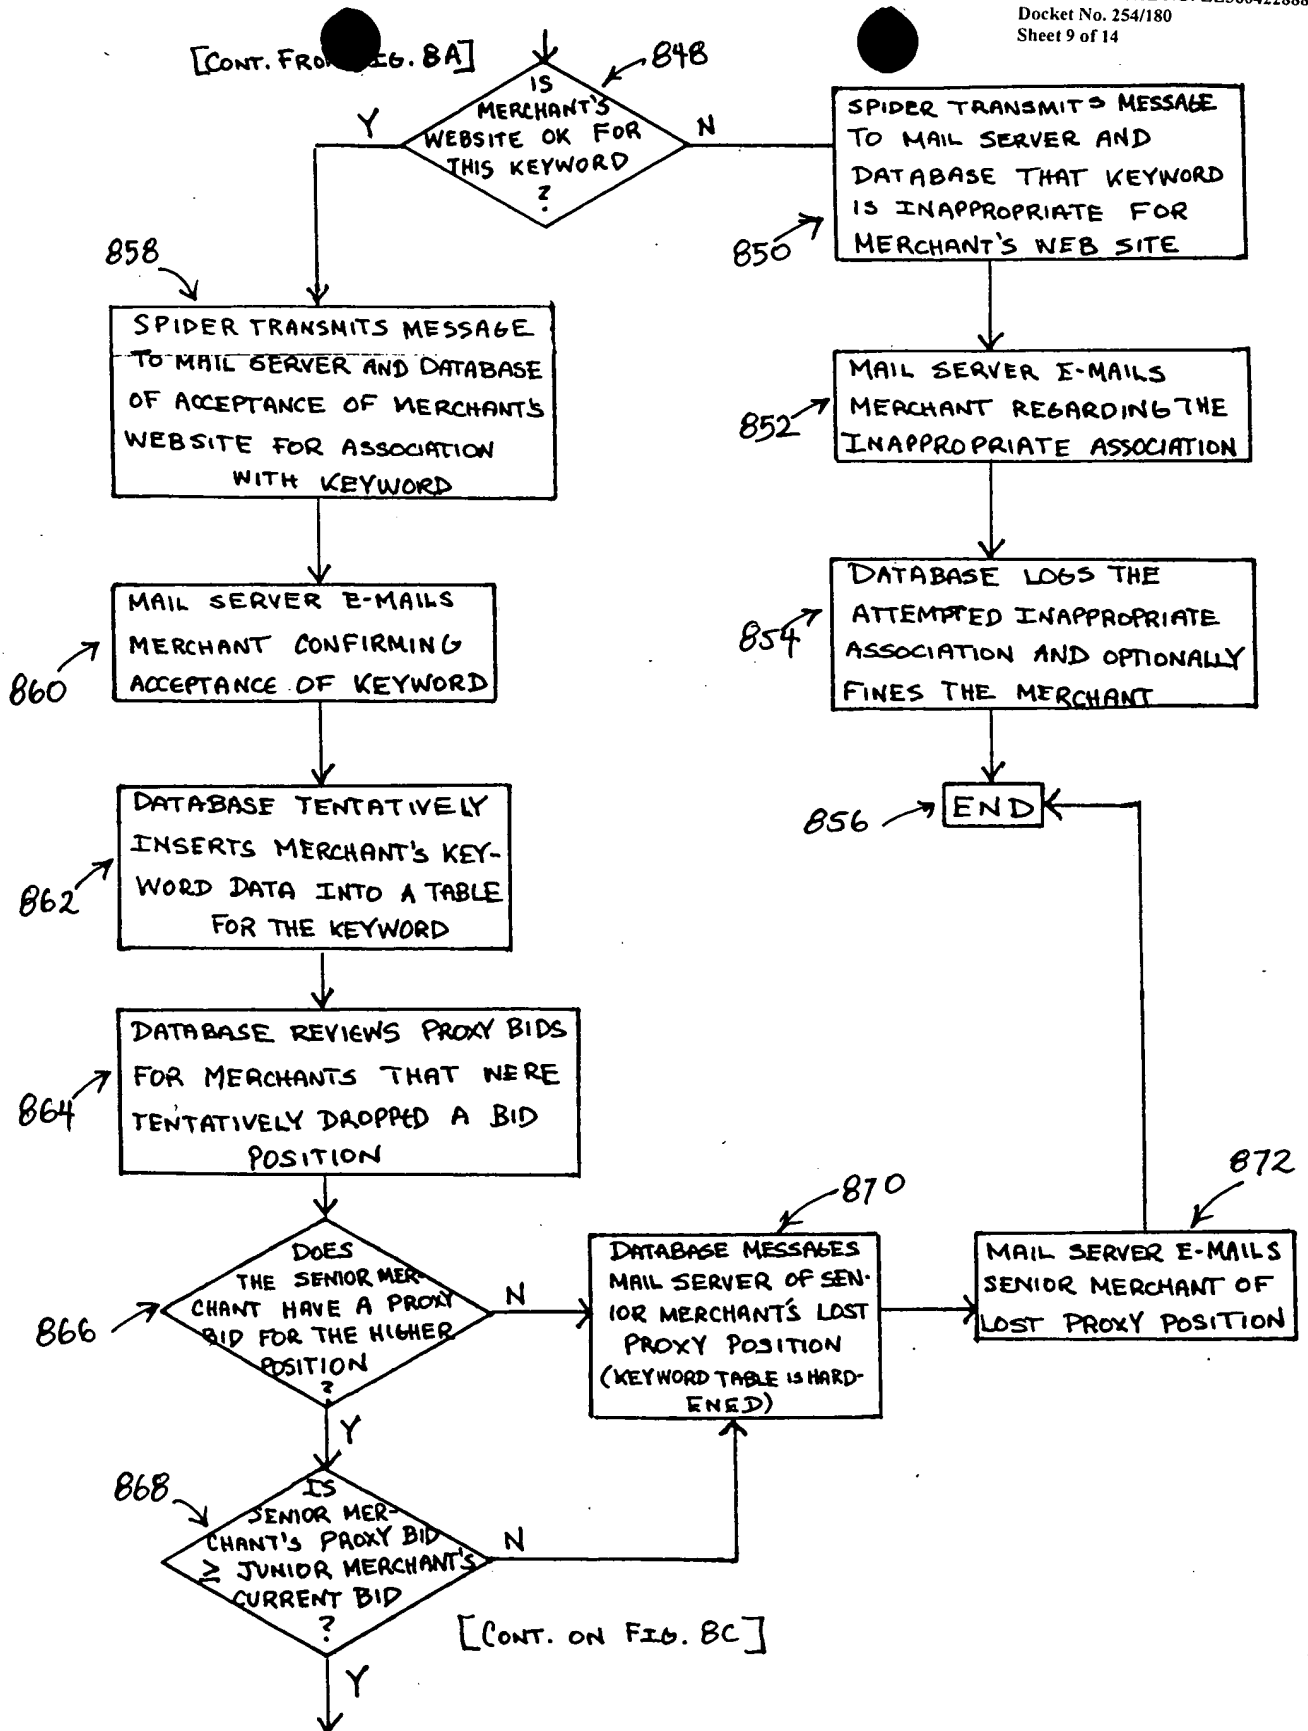 Docket No. 254/180
Sheet 9 of 14
[CONT. FROM FIG. 8A]
848
IS
MERCHANT'S
WEBSITE OK FOR
THIS KEYWORD
?
Y
N
SPIDER TRANSMITS MESSAGE
TO MAIL SERVER AND
DATABASE THAT KEYWORD
IS INAPPROPRIATE FOR
MERCHANT'S WEB SITE
850
858
SPIDER TRANSMITS MESSAGE
TO MAIL SERVER AND DATABASE
OF ACCEPTANCE OF MERCHANT'S
WEBSITE FOR ASSOCIATION
WITH KEYWORD
MAIL SERVER E-MAILS
MERCHANT REGARDING THE
INAPPROPRIATE ASSOCIATION
852
MAIL SERVER E-MAILS
MERCHANT CONFIRMING
ACCEPTANCE OF KEYWORD
860
DATABASE LOGS THE
ATTEMPTED INAPPROPRIATE
ASSOCIATION AND OPTIONALLY
FINES THE MERCHANT
854
END
856
DATABASE TENTATIVELY
INSERTS MERCHANT'S KEY-
WORD DATA INTO A TABLE
FOR THE KEYWORD
862
DATABASE REVIEWS PROXY BIDS
FOR MERCHANTS THAT WERE
TENTATIVELY DROPPED A BID
POSITION
864
DOES
THE SENIOR MER-
CHANT HAVE A PROXY
BID FOR THE HIGHER
POSITION
?
866
N
Y
870
DATABASE MESSAGES
MAIL SERVER OF SEN-
IOR MERCHANT'S LOST
PROXY POSITION
(KEYWORD TABLE IS HARD-
ENED)
872
MAIL SERVER E-MAILS
SENIOR MERCHANT OF
LOST PROXY POSITION
868
IS
SENIOR MER-
CHANT'S PROXY BID
≥ JUNIOR MERCHANT'S
CURRENT BID
?
N
Y
[CONT. ON FIG. 8C]